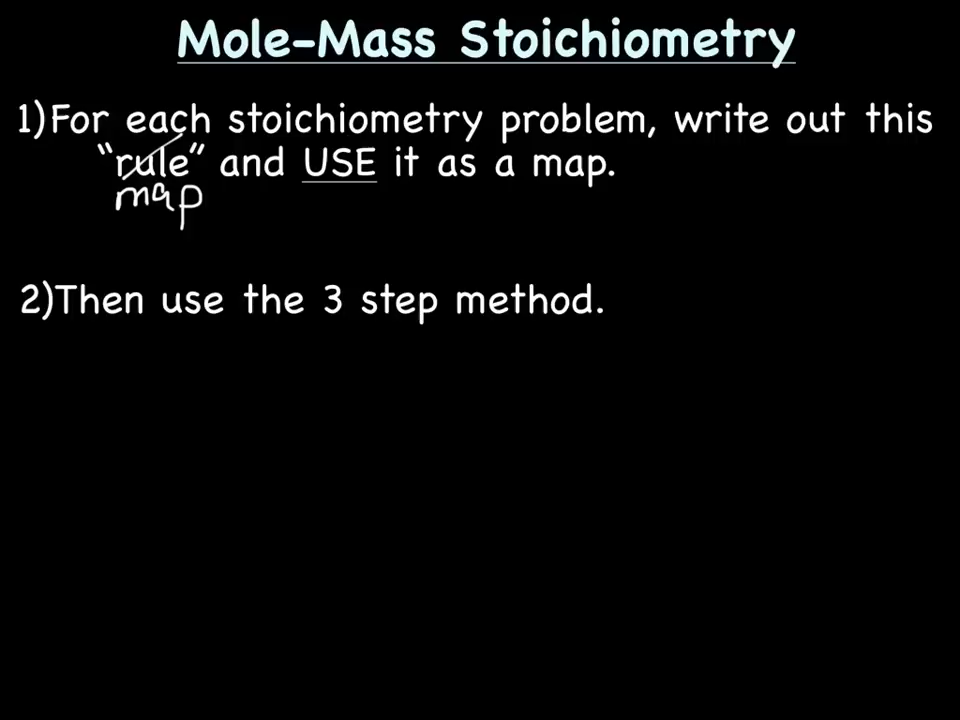 Mole-Mass Stoichiometry
1)For each stoichiometry problem, write out this
“rule” and USE it as a map.
map
2)Then use the 3 step method.